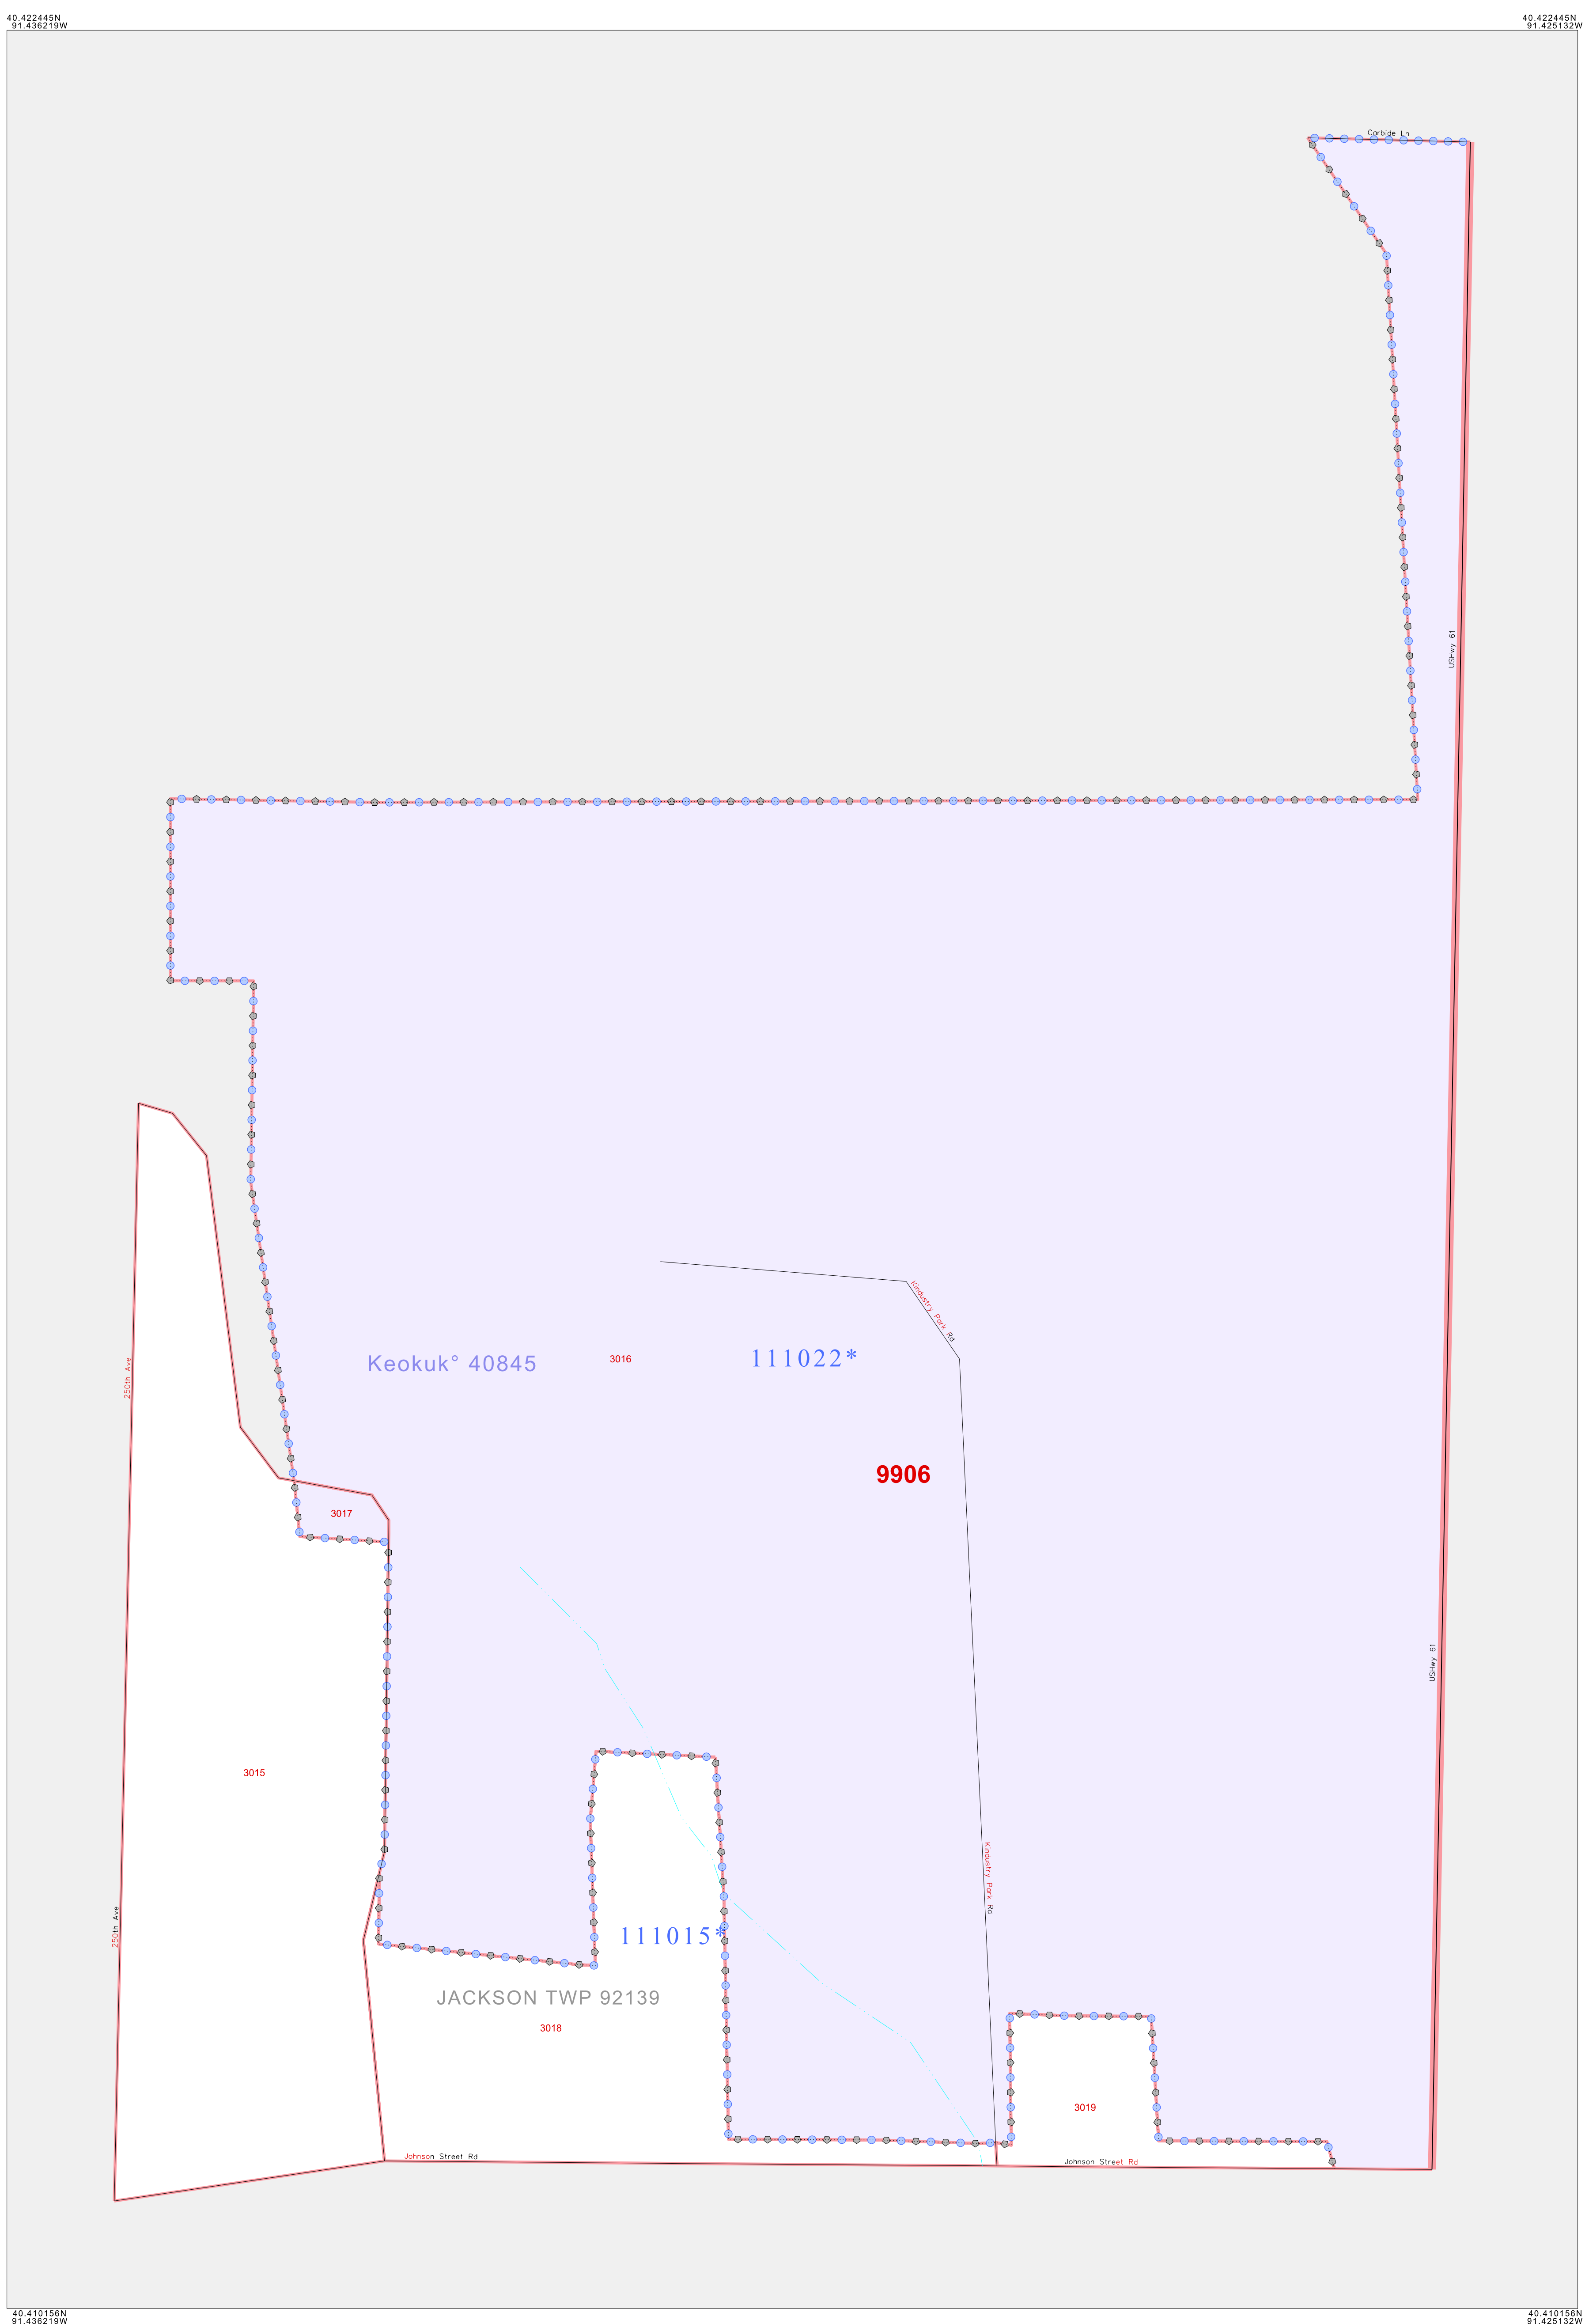 40.422445N
91.436219W
40.422445N
91.425132W
Carbide Ln
USHwy 61
Kindustry Park Rd
Keokuk° 40845
3016
111022*
250th Ave
9906
3017
USHwy 61
3015
Kindustry Park Rd
250th Ave
111015*
JACKSON TWP 92139
3018
3019
Johnson Street Rd
Johnson Street Rd
40.410156N
91.436219W
40.410156N
91.425132W